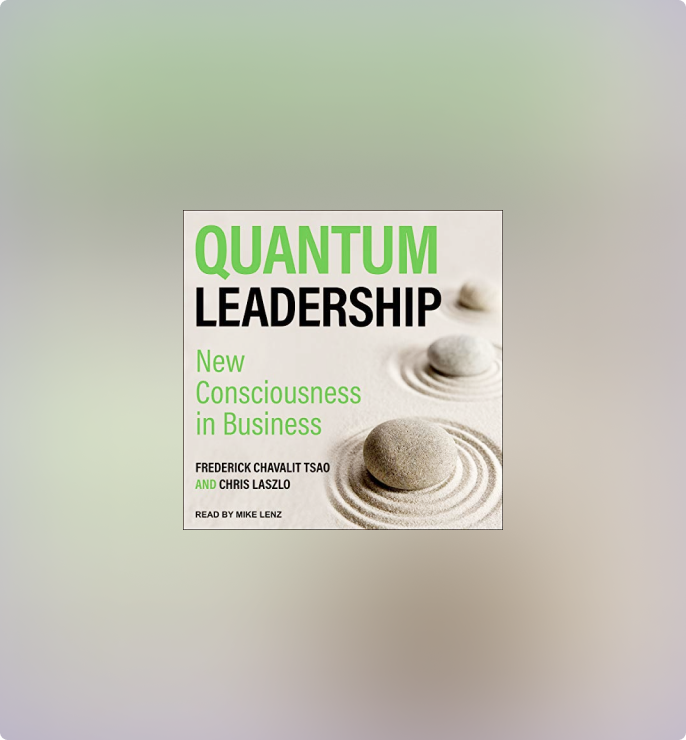 QUANTUM
LEADERSHIP
New
Consciousness
in Business
FREDERICK CHAVALIT TSAO
AND CHRIS LASZLO
READ BY MIKE LENZ